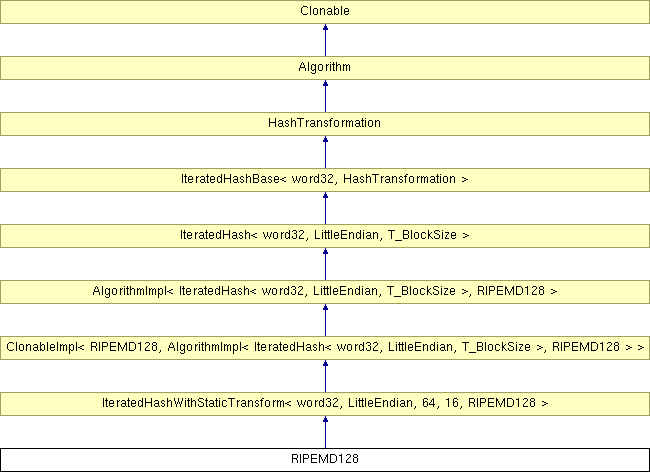 Clonable
Algorithm
HashTransformation
IteratedHashBase< word32, HashTransformation >
IteratedHash< word32, LittleEndian, T_BlockSize >
AlgorithmImpl< IteratedHash< word32, LittleEndian, T_BlockSize >, RIPEMD128 >
ClonableImpl< RIPEMD128, AlgorithmImpl< IteratedHash< word32, LittleEndian, T_BlockSize >, RIPEMD128 > >
IteratedHashWithStaticTransform< word32, LittleEndian, 64, 16, RIPEMD128 >
RIPEMD128